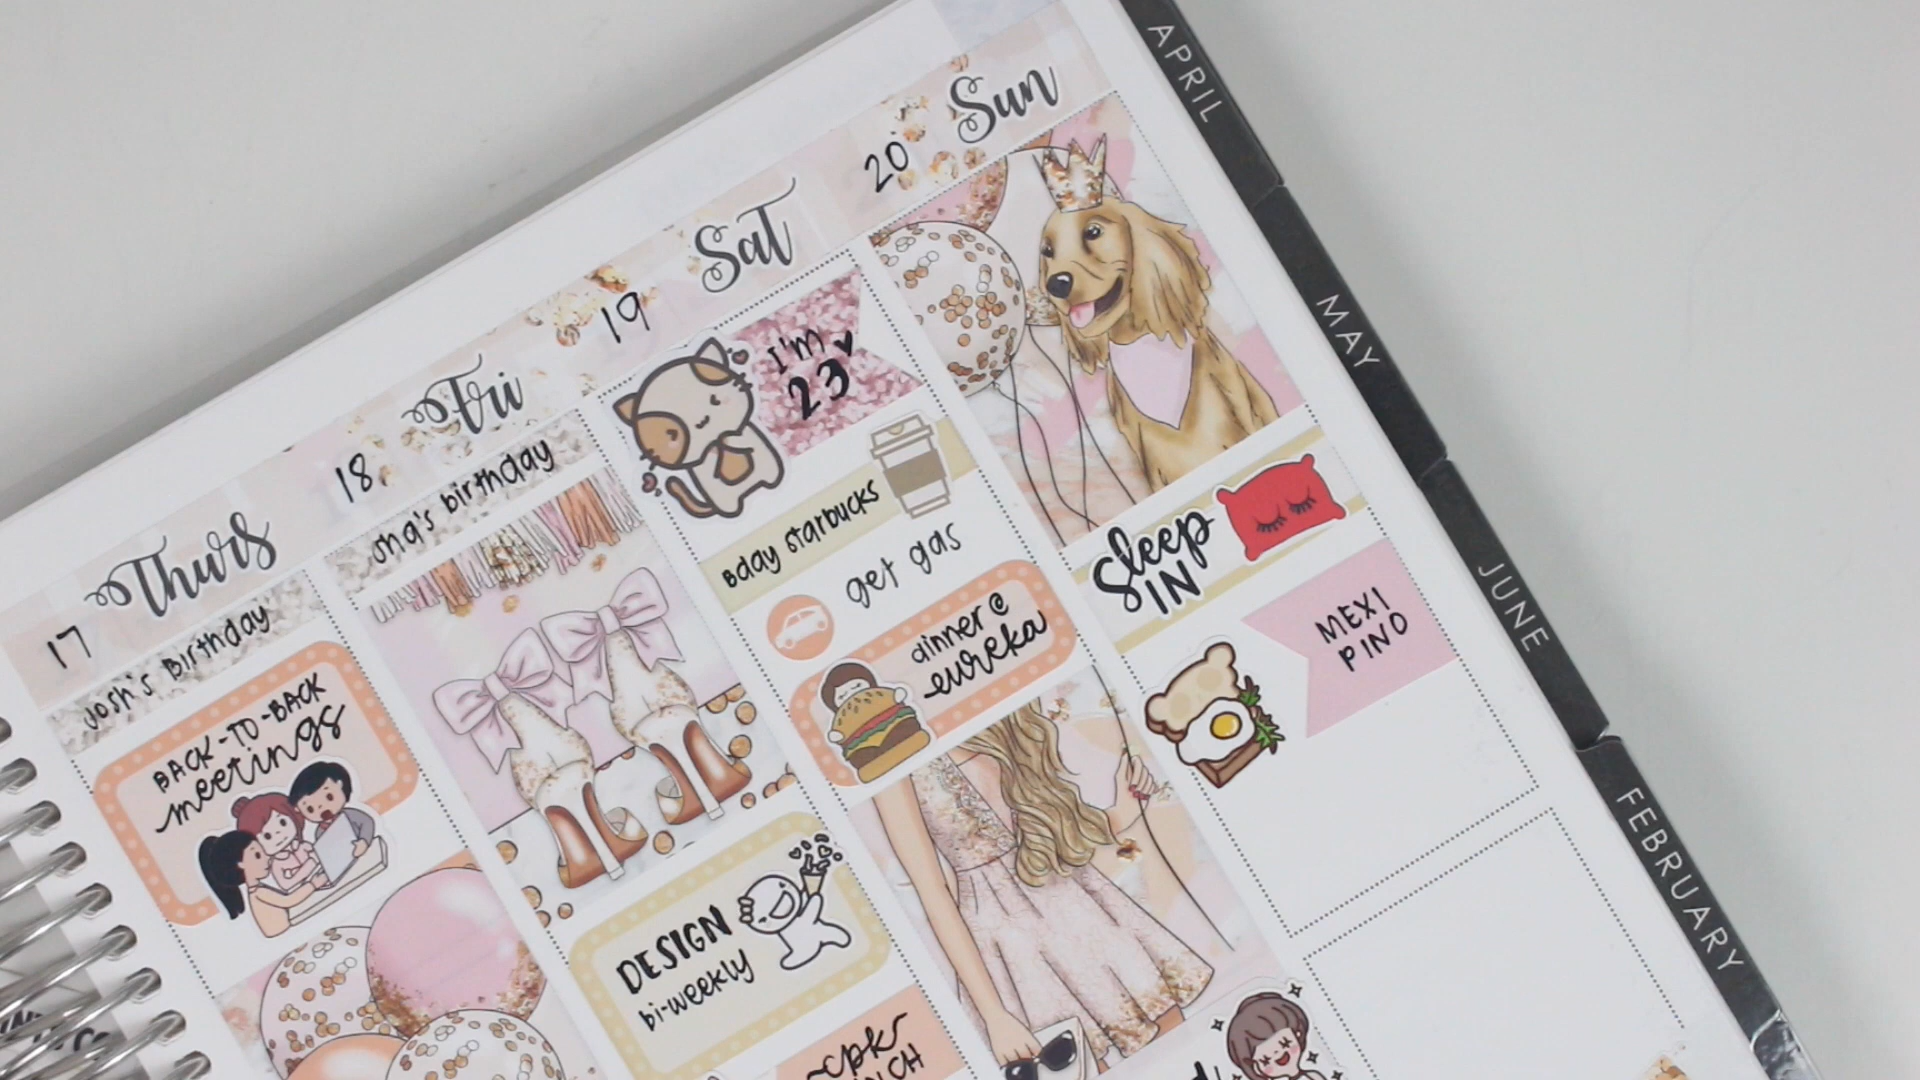 17 Thurs
Josh's Birthday
BACK-TO-BACK
meetings
18 Fri
birthday
DESIGN
bi-weekly
cpk
19 Sat
I'm
23
Bday Starbucks
get gas
dinner @
eureka
20 Sun
Sleep
IN
MEXI
PINO
APRIL
MAY
JUNE
FEBRUARY